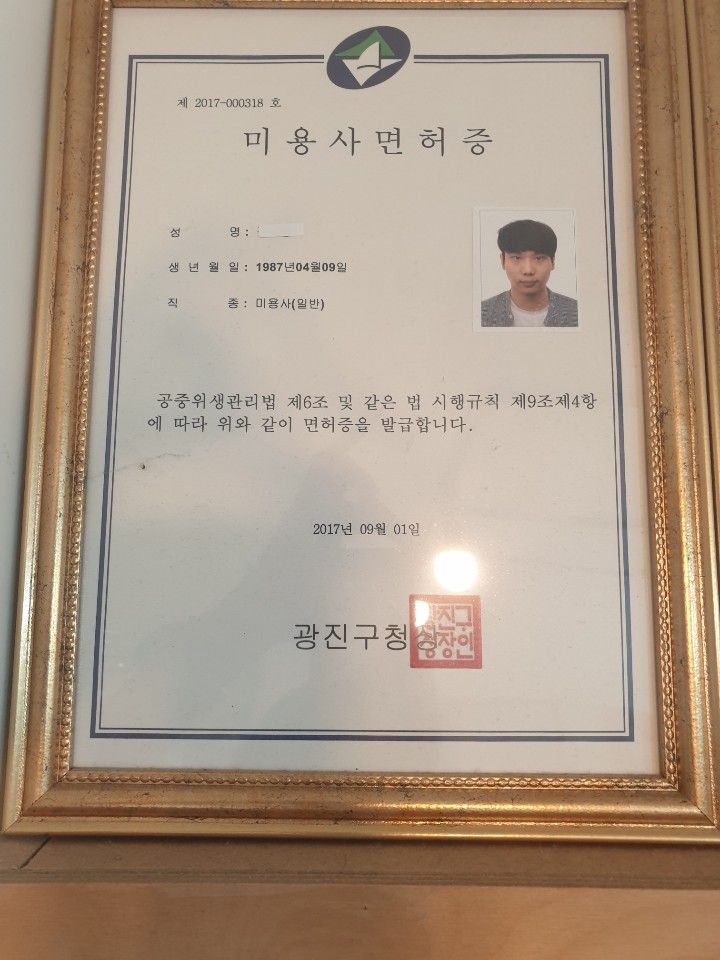 제 2017-000318 호
미용사면허증
성 명 :
생 년 월 일 : 1987년04월09일
직 종 : 미용사(일반)
공중위생관리법 제6조 및 같은 법 시행규칙 제9조제4항
에 따라 위와 같이 면허증을 발급합니다.
2017년 09월 01일
광진구청장